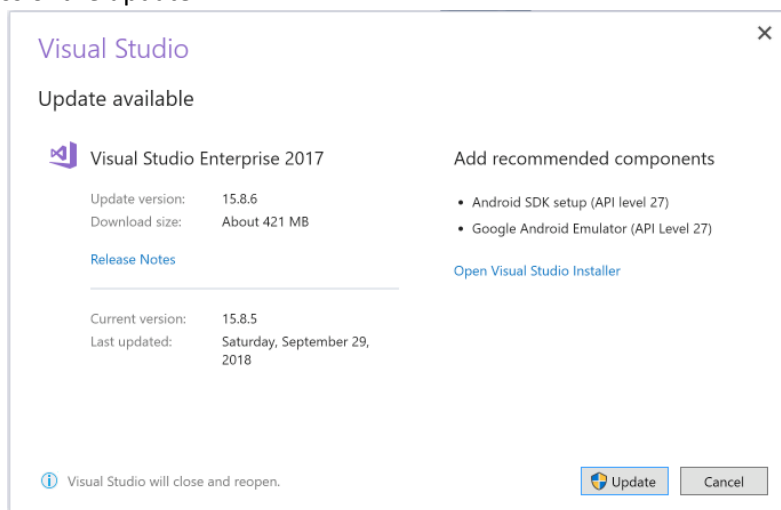 Visual Studio
Update available
Visual Studio Enterprise 2017
Update version: 15.8.6
Download size: About 421 MB
Release Notes
Current version: 15.8.5
Last updated: Saturday, September 29,
2018
Add recommended components
• Android SDK setup (API level 27)
• Google Android Emulator (API Level 27)
Open Visual Studio Installer
Visual Studio will close and reopen.
Update
Cancel